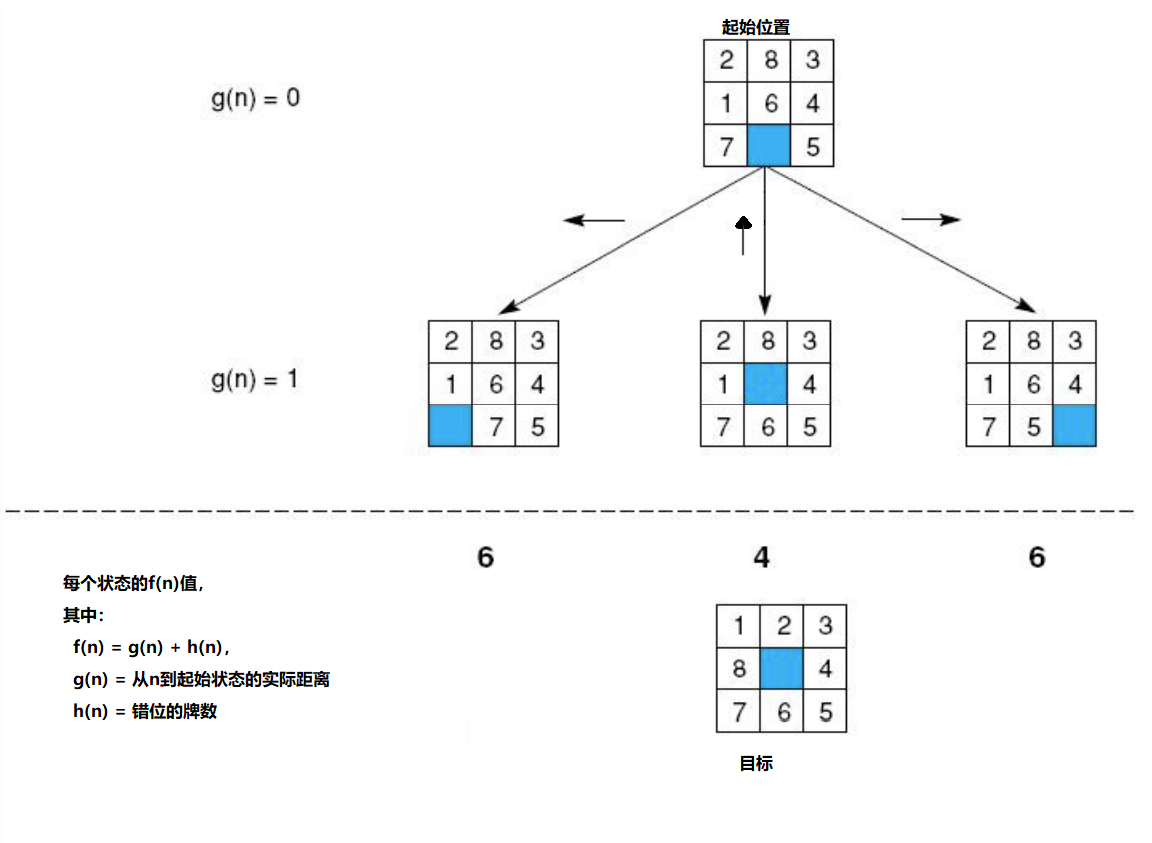 起始位置
2 8 3
g(n) = 0
1 6 4
7 5
2 8 3 2 8 3 2 8 3
g(n) = 1
1 6 4 1 4 1 6 4
7 5 7 6 5 7 5
6 4 6
每个状态的f(n)值，
其中：
f(n) = g(n) + h(n)，
g(n) = 从n到起始状态的实际距离
h(n) = 错位的牌数
1 2 3
8 4
7 6 5
目标